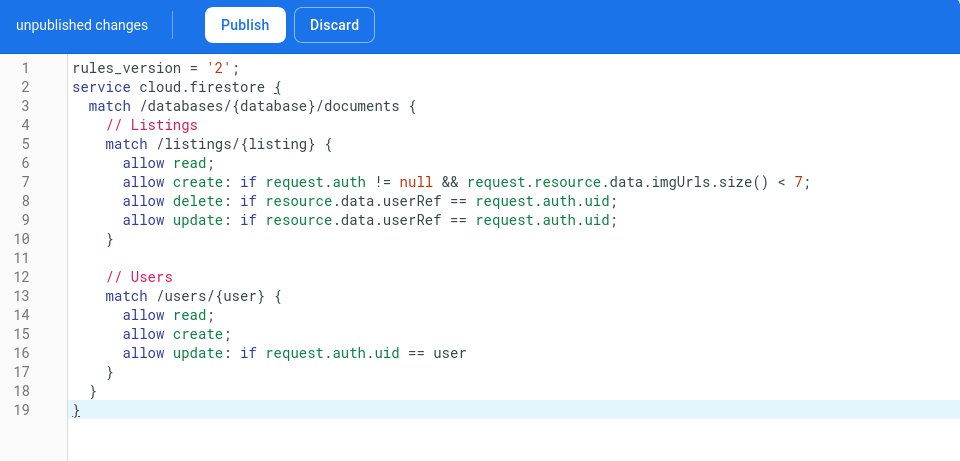 unpublished changes Publish Discard
1 rules_version = '2';
2 service cloud.firestore {
3   match /databases/{database}/documents {
4     // Listings
5     match /listings/{listing} {
6       allow read;
7       allow create: if request.auth != null && request.resource.data.imgUrls.size() < 7;
8       allow delete: if resource.data.userRef == request.auth.uid;
9       allow update: if resource.data.userRef == request.auth.uid;
10     }
11
12     // Users
13     match /users/{user} {
14       allow read;
15       allow create;
16       allow update: if request.auth.uid == user
17     }
18   }
19 }